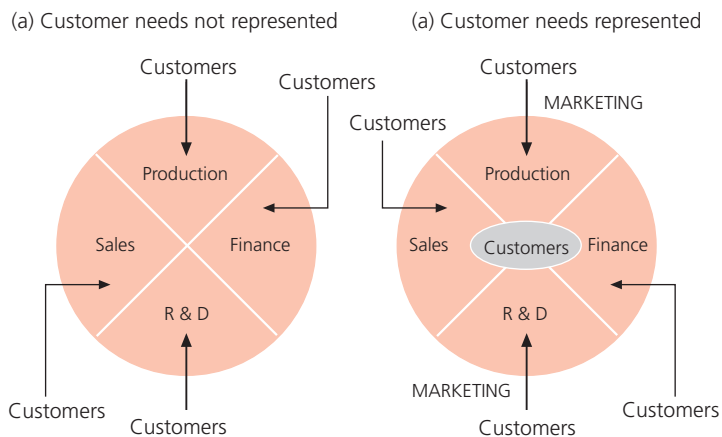 (a) Customer needs not represented
Customers
Customers
Production
Sales
Finance
R & D
Customers
Customers
(a) Customer needs represented
Customers
MARKETING
Customers
Production
Sales
Customers
Finance
R & D
MARKETING
Customers
Customers